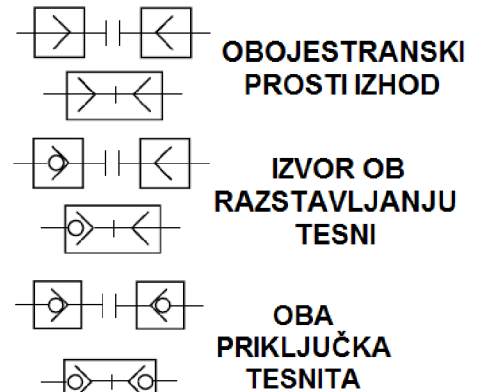 OBOJESTRANSKI
PROSTI IZHOD
IZVOR OB
RAZSTAVLJANJU
TESNI
OBA
PRIKLJUČKA
TESNITA